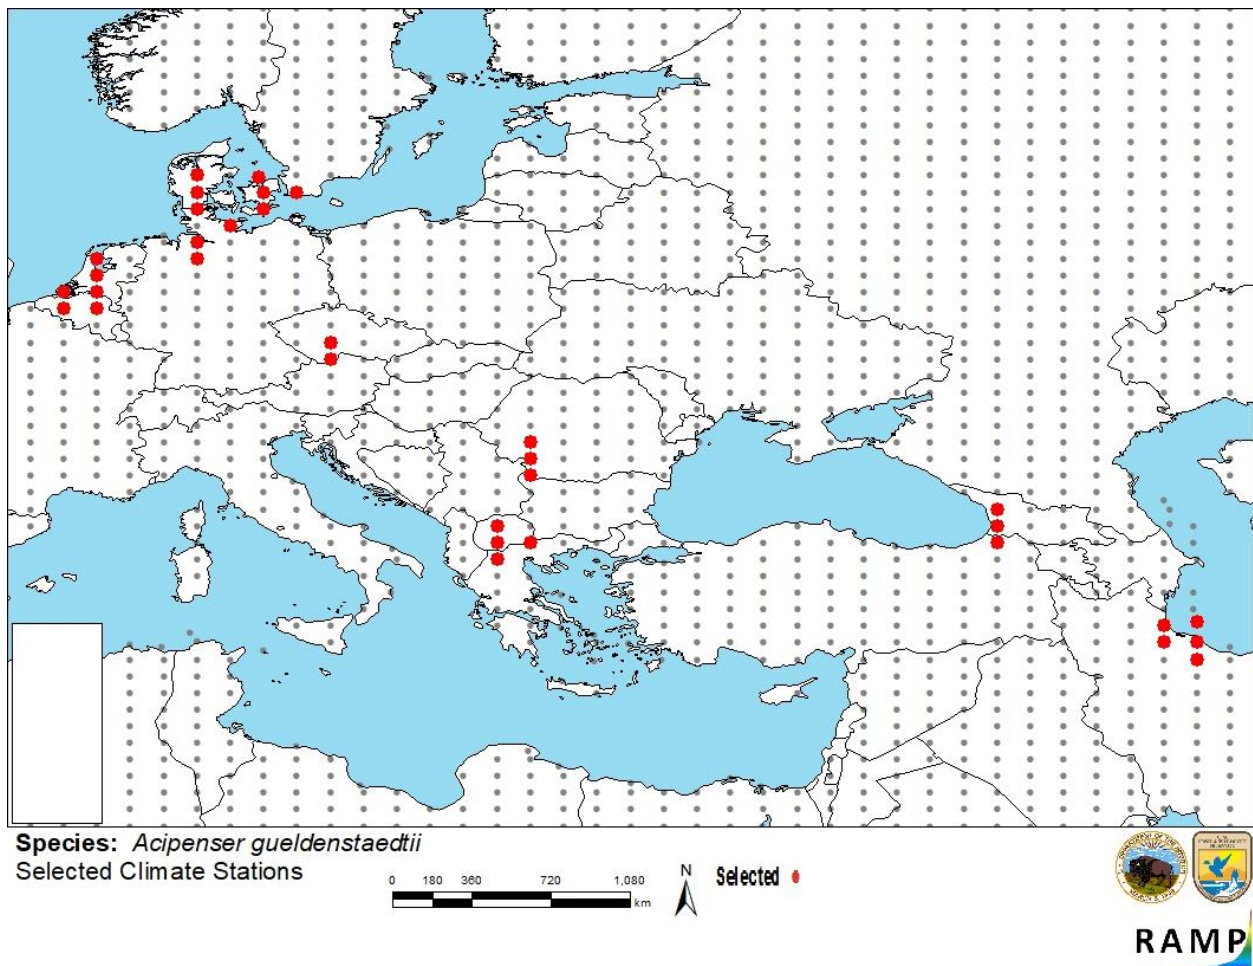 Species: Acipenser gueldenstaedtii
Selected Climate Stations
0 180 360 720 1,080
km
N
Selected
RAMP